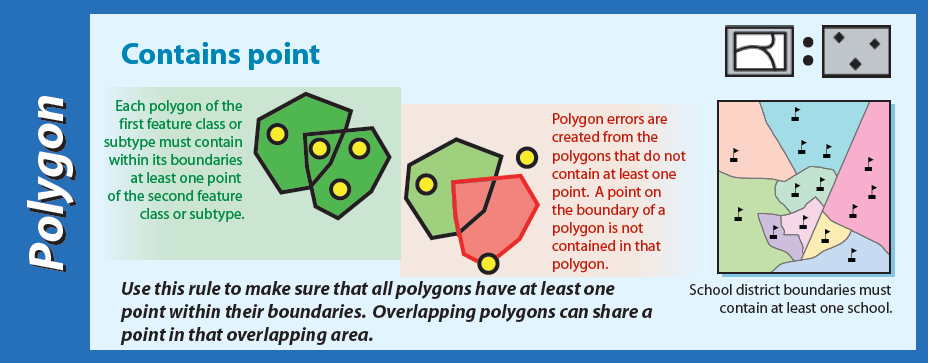 Polygon
Contains point
Each polygon of the
first feature class or
subtype must contain
within its boundaries
at least one point
of the second feature
class or subtype.
Polygon errors are
created from the
polygons that do not
contain at least one
point. A point on
the boundary of a
polygon is not
contained in that
polygon.
Use this rule to make sure that all polygons have at least one
point within their boundaries. Overlapping polygons can share a
point in that overlapping area.
:
School district boundaries must
contain at least one school.